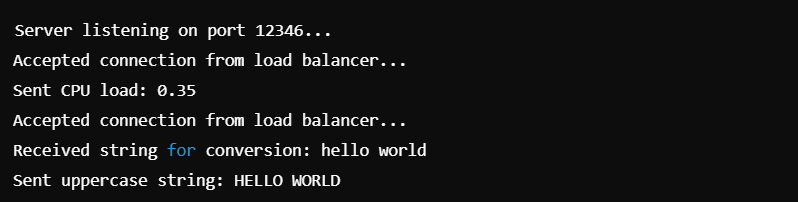 Server listening on port 12346...
Accepted connection from load balancer...
Sent CPU load: 0.35
Accepted connection from load balancer...
Received string for conversion: hello world
Sent uppercase string: HELLO WORLD